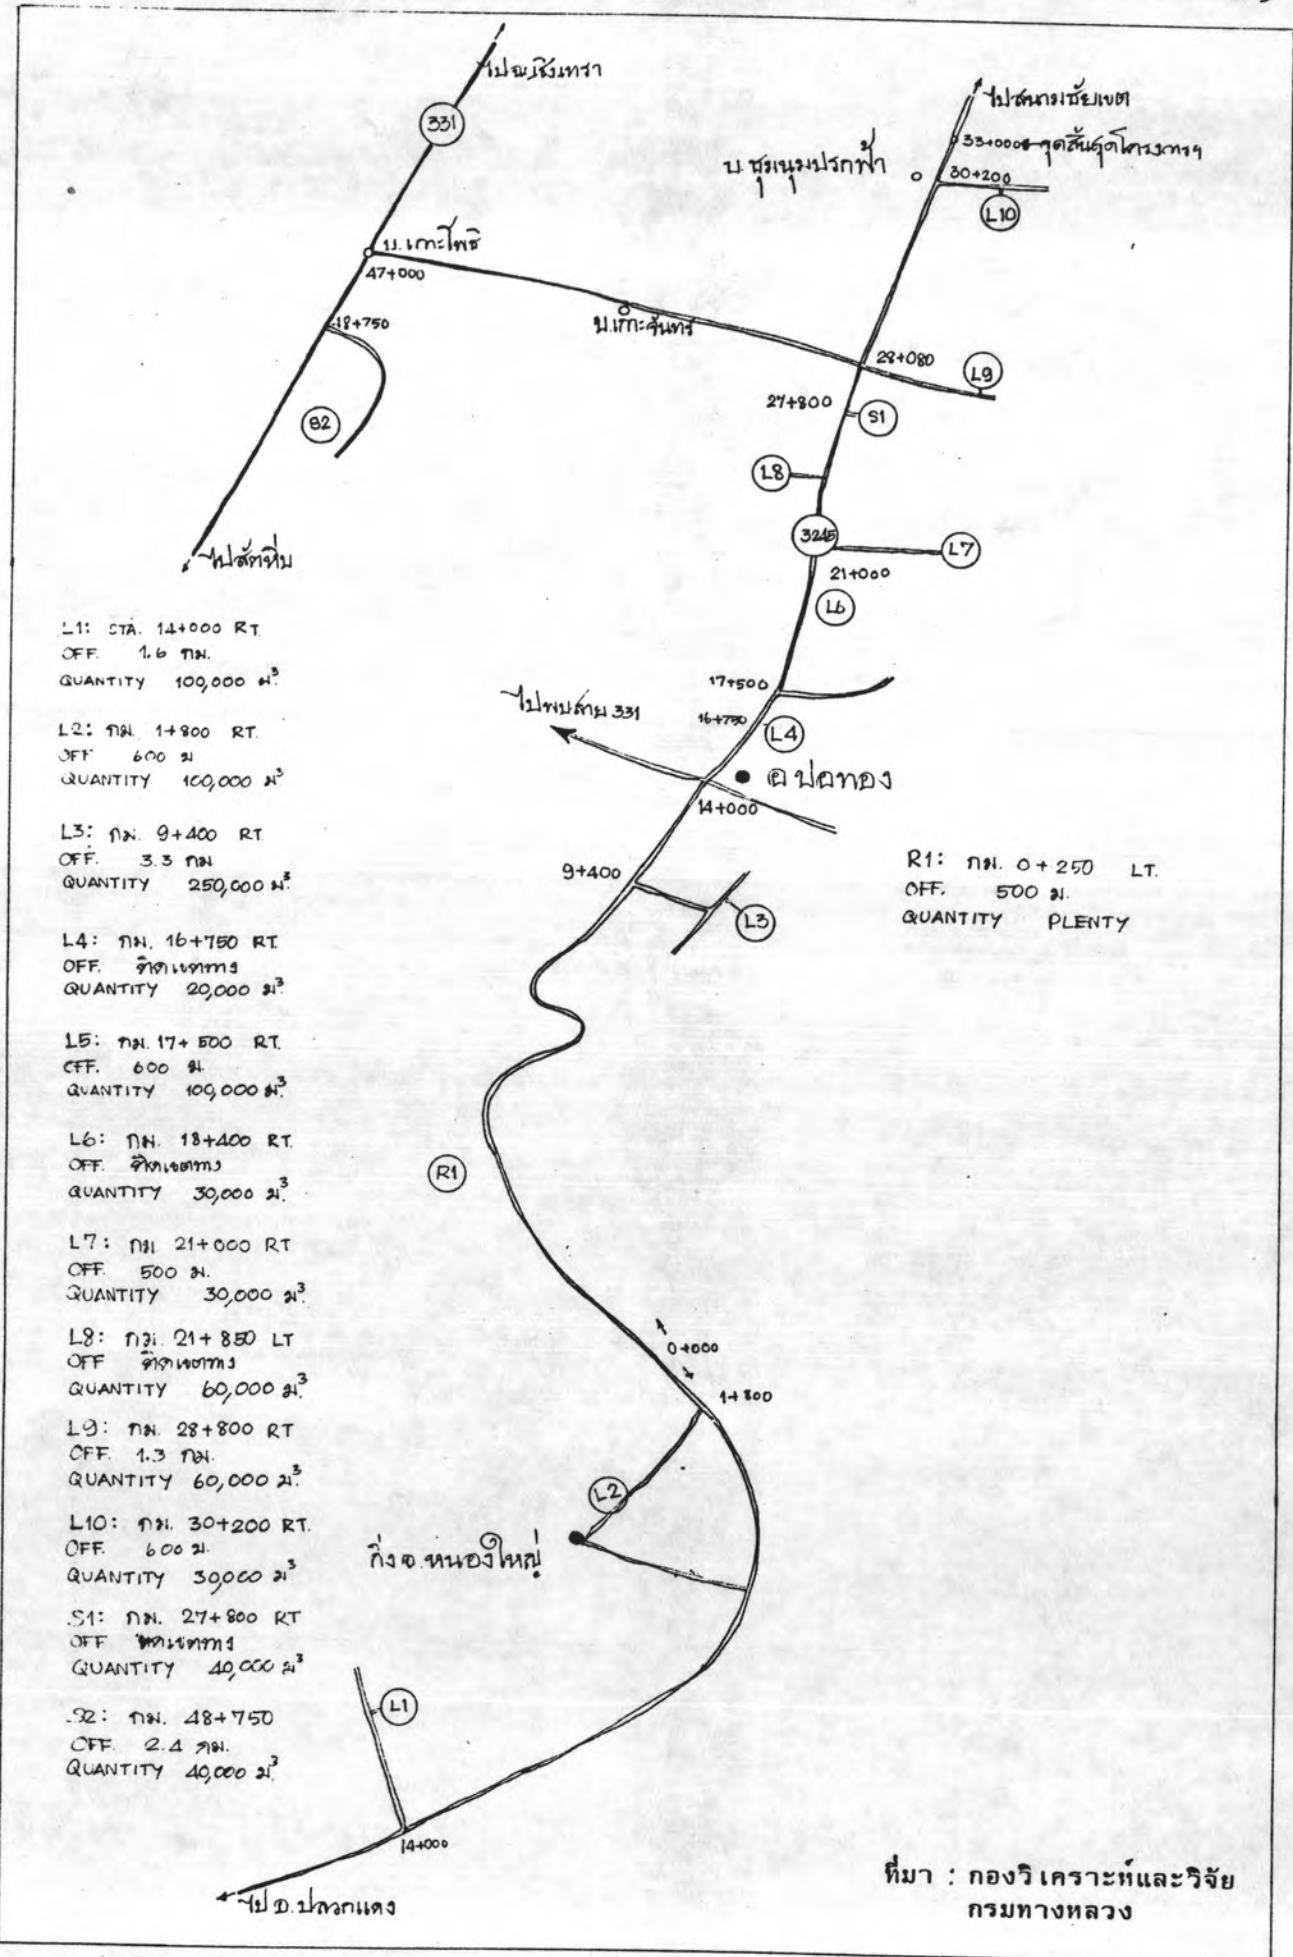 ไปฉะเชิงเทรา
331
ไปสนามชัยเขต
33+000 จุดสิ้นสุดโครงการฯ
บ.ชุมนุมปรกฟ้า
30+200
L10
บ.เกาะโพธิ์
47+000
48+750
บ.เกาะจันทร์
28+080
L9
27+800
S1
S2
L8
3245
L7
21+000
ไปสัตหีบ
L6
L1: STA. 14+000 RT.
OFF. 1.6 กม.
QUANTITY 100,000 ม³.
17+500
ไปพบสาย 331
16+750
L4
L2: กม. 1+800 RT.
OFF 600 ม
QUANTITY 100,000 ม³
อ บ่อทอง
14+000
L3: กม. 9+400 RT.
OFF. 3.3 กม
QUANTITY 250,000 ม³.
9+400
L3
R1: กม. 0+250 LT.
OFF. 500 ม.
QUANTITY PLENTY
L4: กม. 16+750 RT.
OFF. ติดเขตทาง
QUANTITY 20,000 ม³.
L5: กม. 17+500 RT.
OFF. 600 ม.
QUANTITY 100,000 ม³.
L6: กม. 18+400 RT.
OFF. ติดเขตทาง
QUANTITY 30,000 ม³.
R1
L7: กม 21+000 RT
OFF. 500 ม.
QUANTITY 30,000 ม³.
L8: กม. 21+850 LT
OFF ติดเขตทาง
QUANTITY 60,000 ม³.
0+000
1+800
L9: กม. 28+800 RT
OFF. 1.3 กม.
QUANTITY 60,000 ม³.
L2
L10: กม. 30+200 RT.
OFF. 600 ม.
QUANTITY 30,000 ม³
กิ่ง อ.หนองใหญ่
S1: กม. 27+800 RT
OFF ติดเขตทาง
QUANTITY 40,000 ม³
L1
S2: กม. 48+750
OFF. 2.4 กม.
QUANTITY 40,000 ม³.
14+000
ไป อ.ปลวกแดง
ที่มา : กองวิเคราะห์และวิจัย
กรมทางหลวง